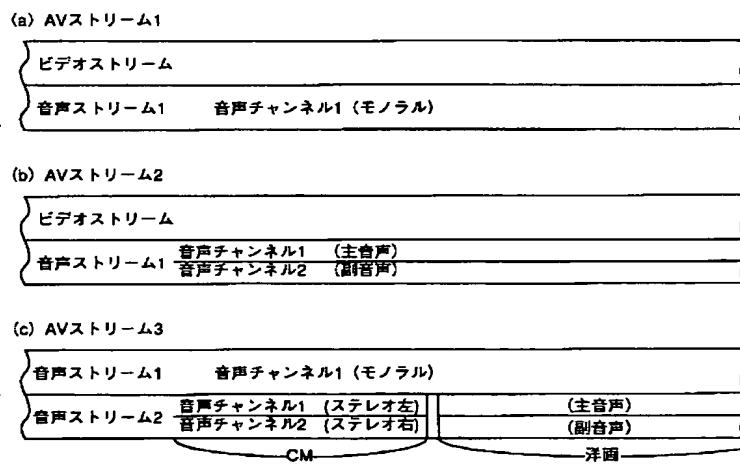 (a) AVストリーム1
ビデオストリーム
音声ストリーム1 音声チャンネル1 (モノラル)
(b) AVストリーム2
ビデオストリーム
音声ストリーム1
音声チャンネル1 (主音声)
音声チャンネル2 (副音声)
(c) AVストリーム3
音声ストリーム1 音声チャンネル1 (モノラル)
音声ストリーム2
音声チャンネル1 (ステレオ左) (主音声)
音声チャンネル2 (ステレオ右) (副音声)
CM 洋画